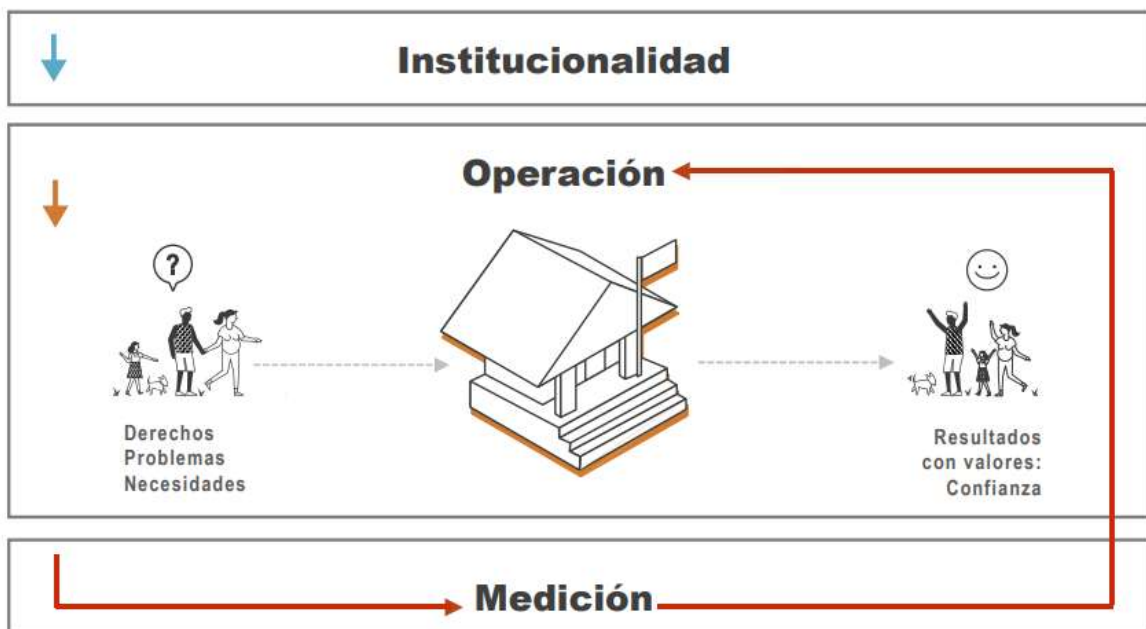 Institucionalidad
Operación
?
Derechos
Problemas
Necesidades
Resultados
con valores:
Confianza
Medición